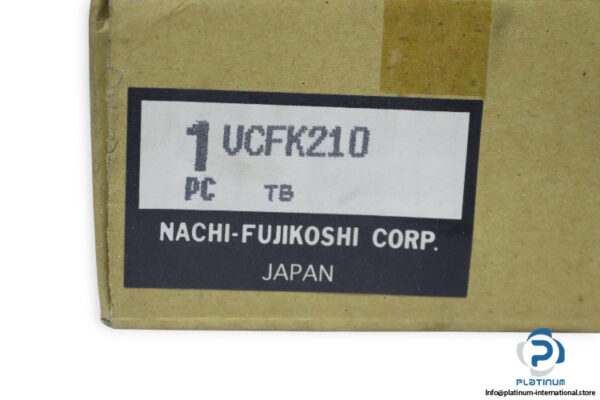 1 UCFK210
PC TB
NACHI-FUJIKOSHI CORP.
JAPAN
P
PLATINUM
Info@platinum-international.store